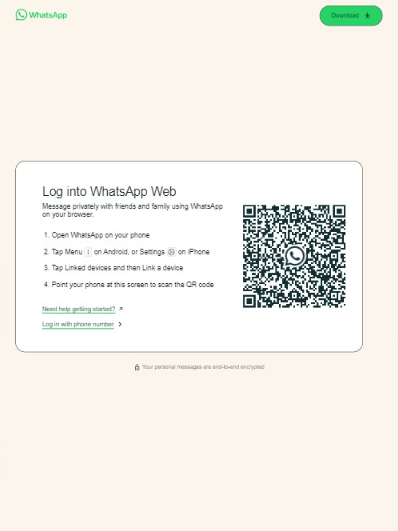 WhatsApp
Download
Log into WhatsApp Web
Message privately with friends and family using WhatsApp
on your browser.
1. Open WhatsApp on your phone
2. Tap Menu on Android, or Settings on iPhone
3. Tap Linked devices and then Link a device
4. Point your phone at this screen to scan the QR code
Need help getting started?
Log in with phone number
Your personal messages are end-to-end encrypted